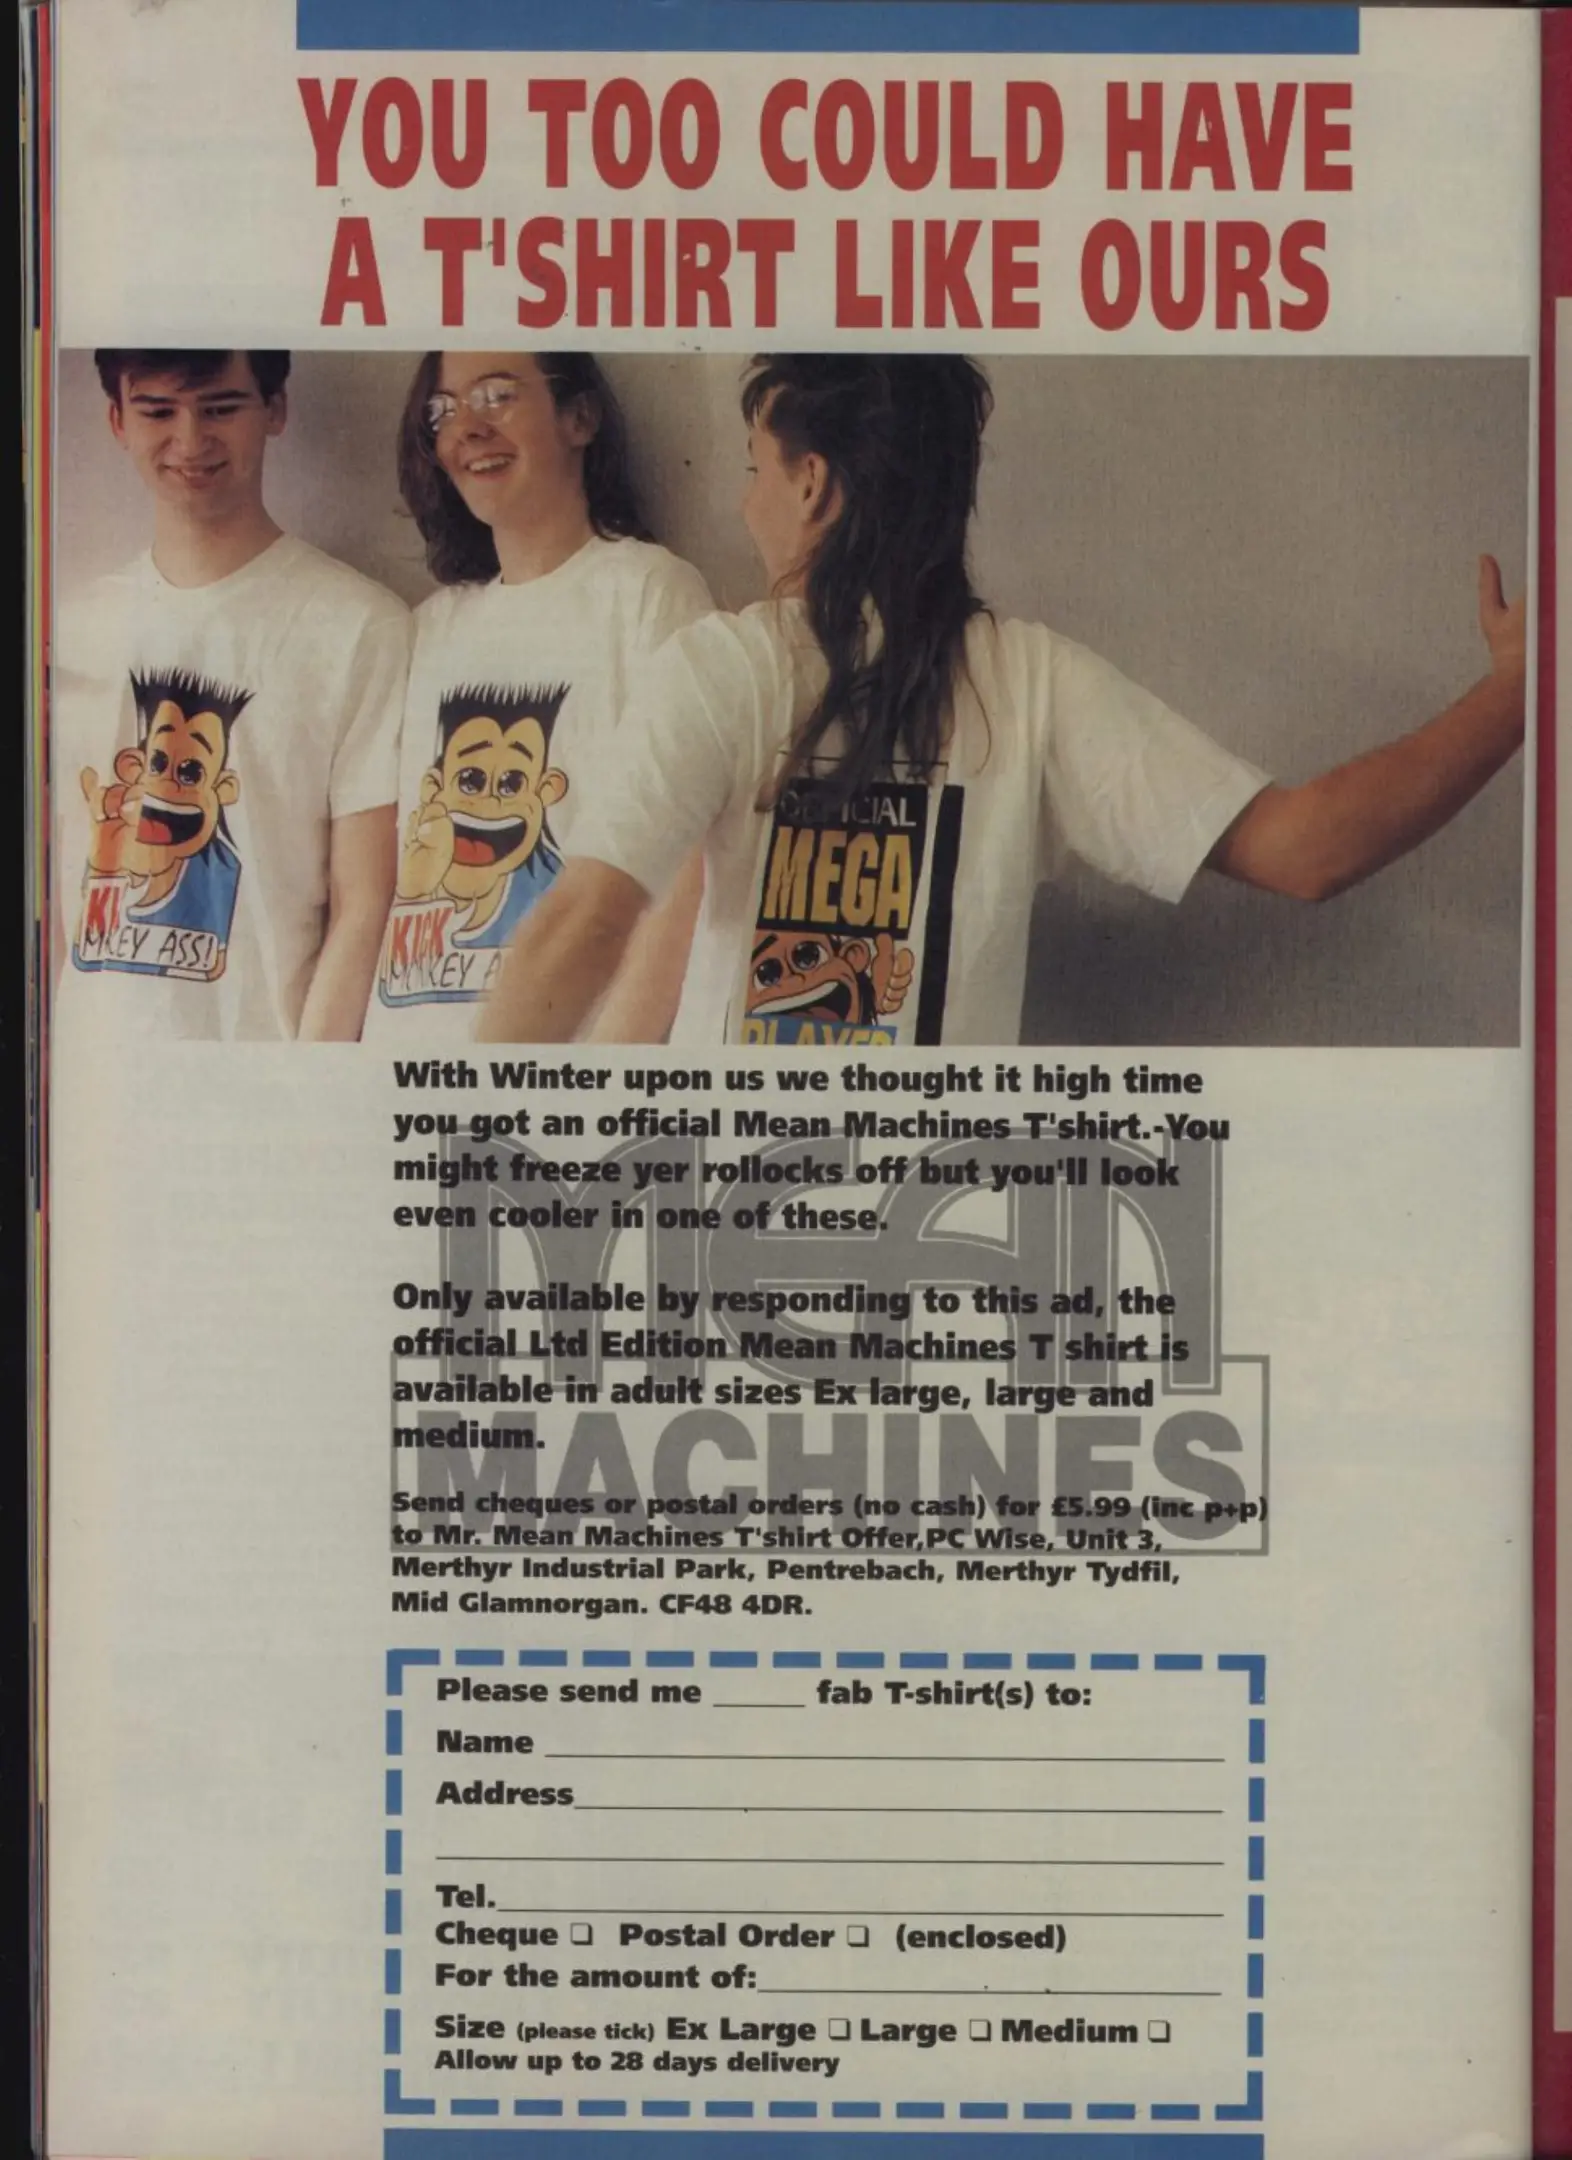 YOU TOO COULD HAVE
A T'SHIRT LIKE OURS
KICK
ASS!
KICK
OFFICIAL
MEGA
PLAYER
With Winter upon us we thought it high time
you got an official Mean Machines T'shirt.-You
might freeze yer rollocks off but you'll look
even cooler in one of these.
Only available by responding to this ad, the
official Ltd Edition Mean Machines T shirt is
available in adult sizes Ex large, large and
medium.
MEAN
MACHINES
Send cheques or postal orders (no cash) for £5.99 (inc p+p)
to Mr. Mean Machines T'shirt Offer,PC Wise, Unit 3,
Merthyr Industrial Park, Pentrebach, Merthyr Tydfil,
Mid Glamnorgan. CF48 4DR.
Please send me _____ fab T-shirt(s) to:
Name
Address
Tel.
Cheque ❏ Postal Order ❏ (enclosed)
For the amount of:
Size (please tick) Ex Large ❏ Large ❏ Medium ❏
Allow up to 28 days delivery